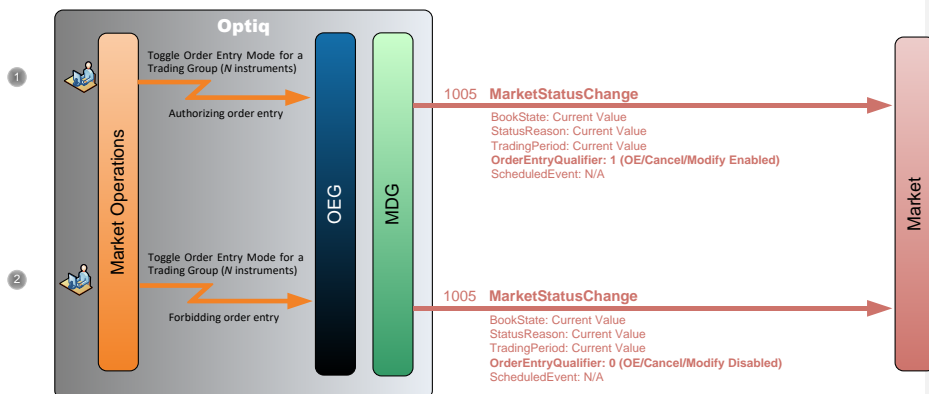 Optiq
1
Toggle Order Entry Mode for a
Trading Group (N instruments)
Authorizing order entry
1005 MarketStatusChange
BookState: Current Value
StatusReason: Current Value
TradingPeriod: Current Value
OrderEntryQualifier: 1 (OE/Cancel/Modify Enabled)
ScheduledEvent: N/A
Market Operations
OEG
MDG
Market
2
Toggle Order Entry Mode for a
Trading Group (N instruments)
Forbidding order entry
1005 MarketStatusChange
BookState: Current Value
StatusReason: Current Value
TradingPeriod: Current Value
OrderEntryQualifier: 0 (OE/Cancel/Modify Disabled)
ScheduledEvent: N/A